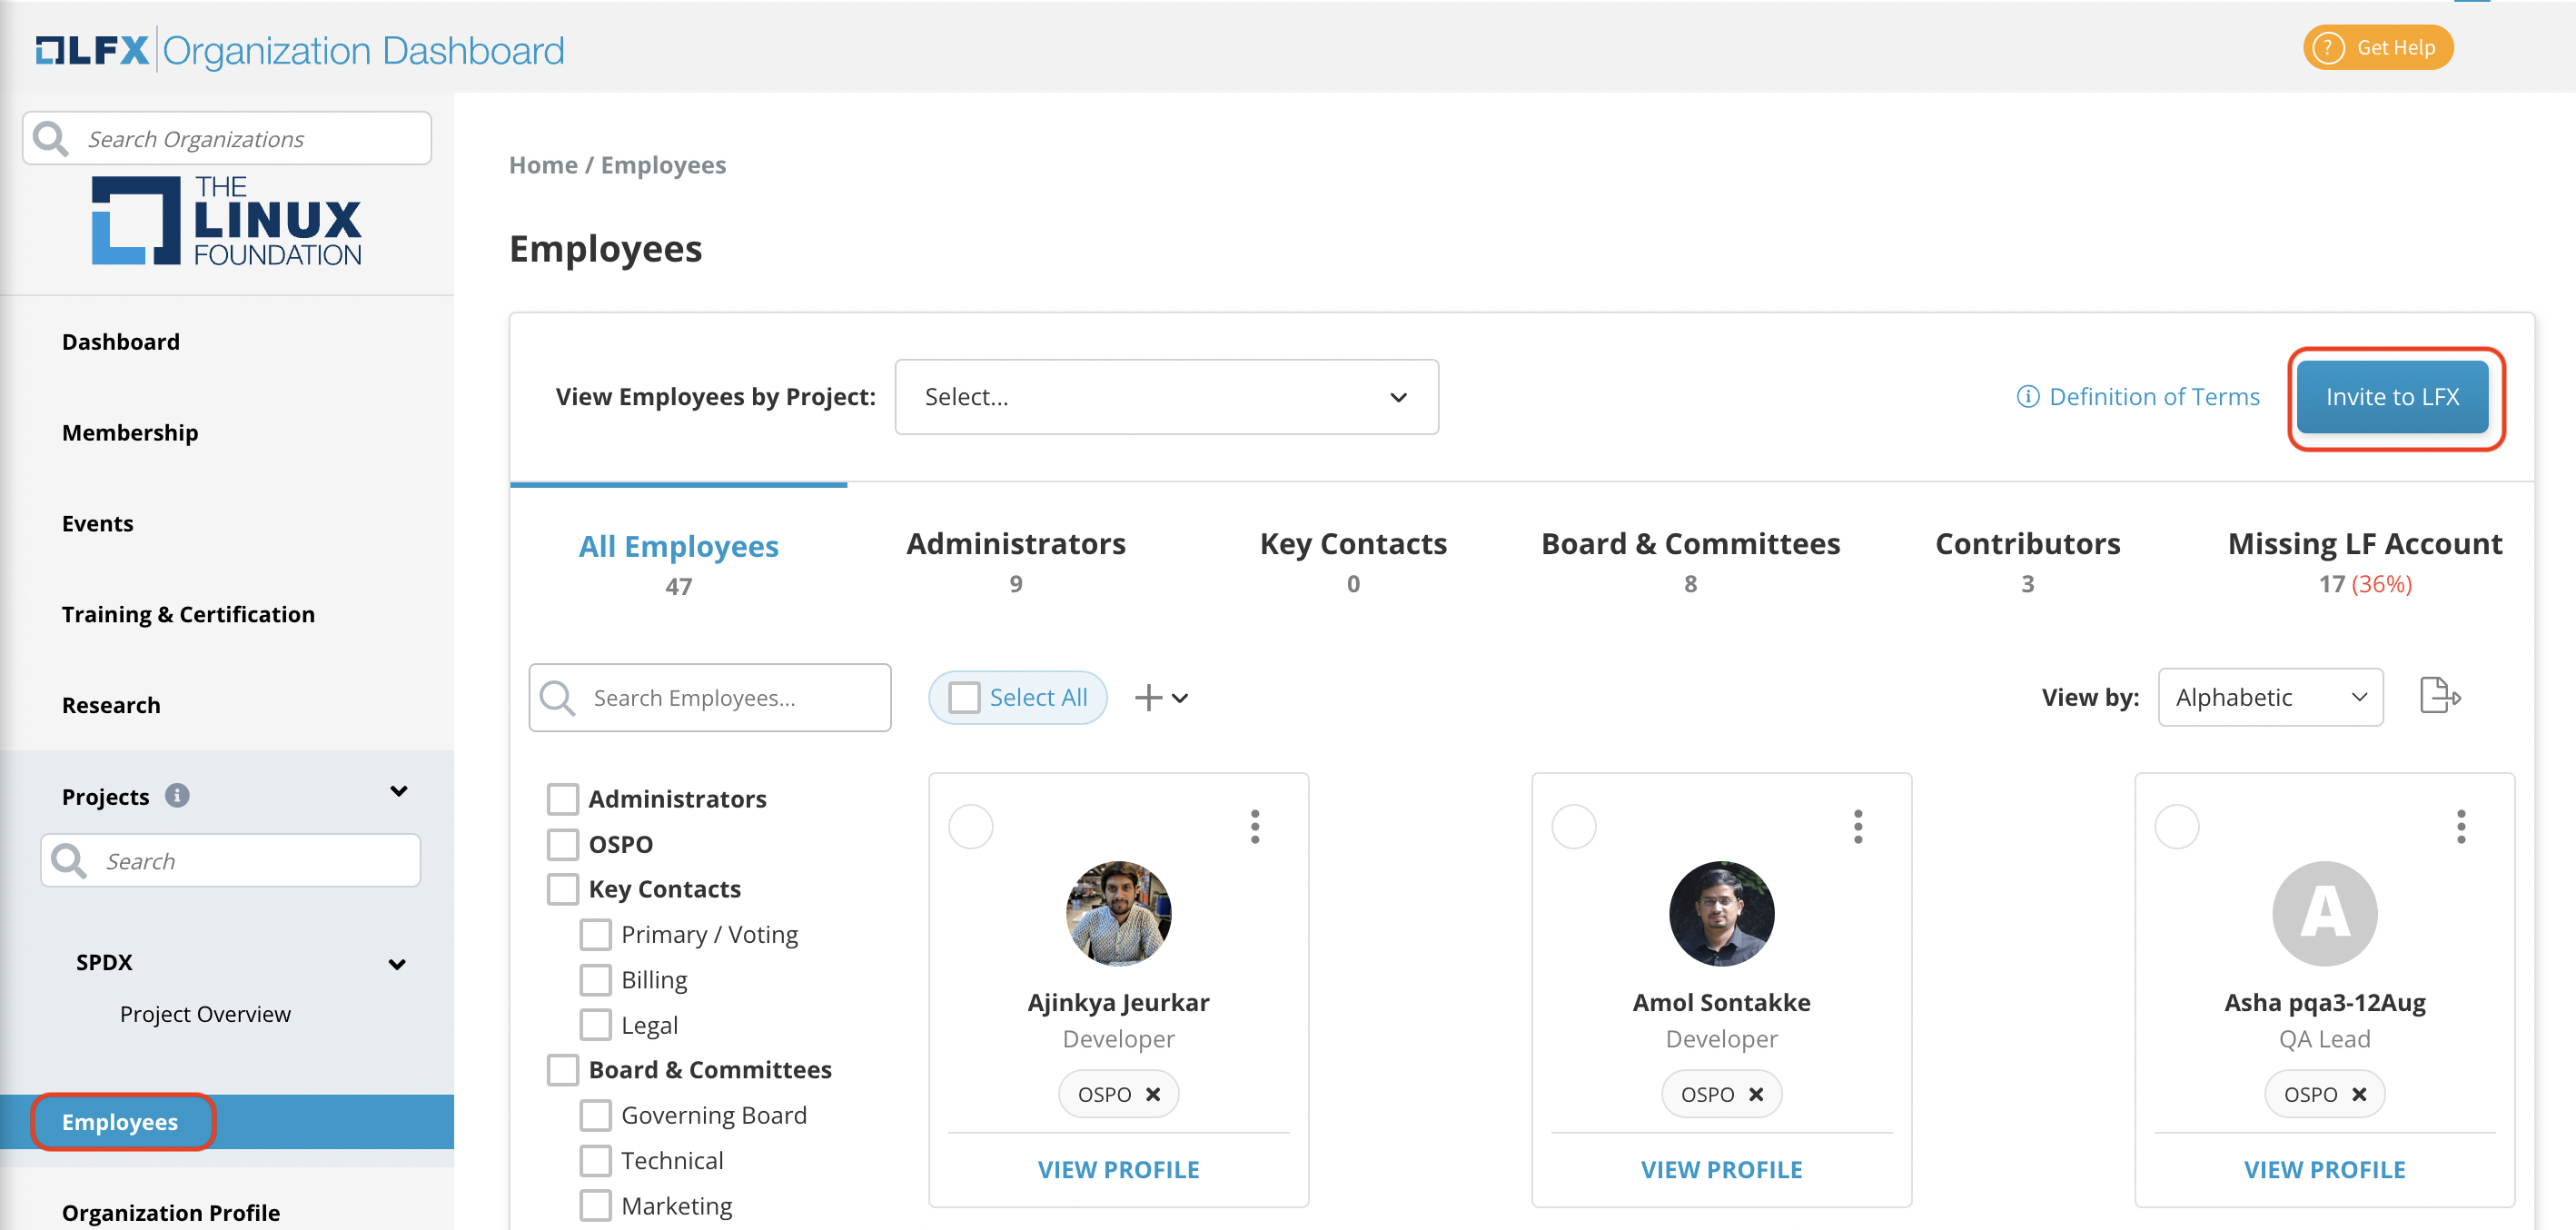 LFX Organization Dashboard
? Get Help
Search Organizations
THE
LINUX
FOUNDATION
Dashboard
Membership
Events
Training & Certification
Research
Projects i
Search
SPDX
Project Overview
Employees
Organization Profile
Home / Employees
Employees
View Employees by Project: Select...
i Definition of Terms
Invite to LFX
All Employees
47
Administrators
9
Key Contacts
0
Board & Committees
8
Contributors
3
Missing LF Account
17 (36%)
Search Employees...
Select All
View by: Alphabetic
Administrators
OSPO
Key Contacts
Primary / Voting
Billing
Legal
Board & Committees
Governing Board
Technical
Marketing
Ajinkya Jeurkar
Developer
OSPO
VIEW PROFILE
Amol Sontakke
Developer
OSPO
VIEW PROFILE
A
Asha pqa3-12Aug
QA Lead
OSPO
VIEW PROFILE